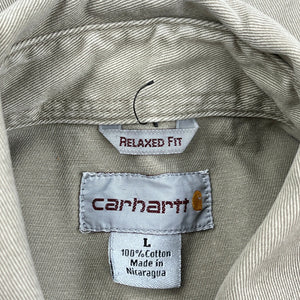 RELAXED FIT
carhartt
L
100% Cotton
Made in
Nicaragua